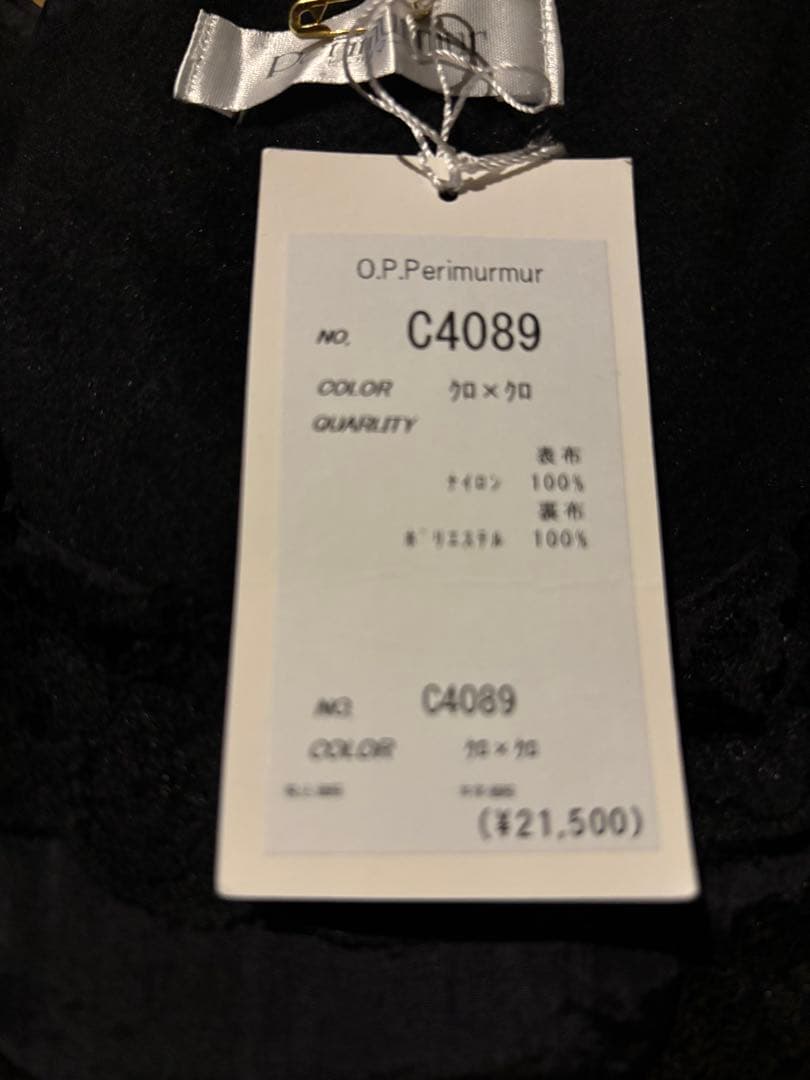 perimurmur
O.P.Perimurmur
NO. C4089
COLOR ｸﾛ×ｸﾛ
QUARLITY
表布
ﾅｲﾛﾝ 100%
裏布
ﾎﾟﾘｴｽﾃﾙ 100%
NO. C4089
COLOR ｸﾛ×ｸﾛ
(¥21,500)